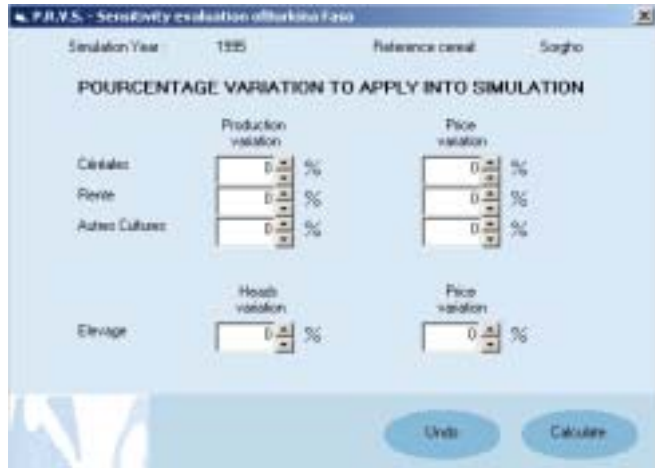 P.R.V.S. - Sensitivity evaluation of Burkina Faso
Simulation Year 1995 Reference cereal Sorgho
POURCENTAGE VARIATION TO APPLY INTO SIMULATION
Production variation Price variation
Céréales 0 % 0 %
Rente 0 % 0 %
Autres Cultures 0 % 0 %
Heads variation Price variation
Elevage 0 % 0 %
Undo Calculate